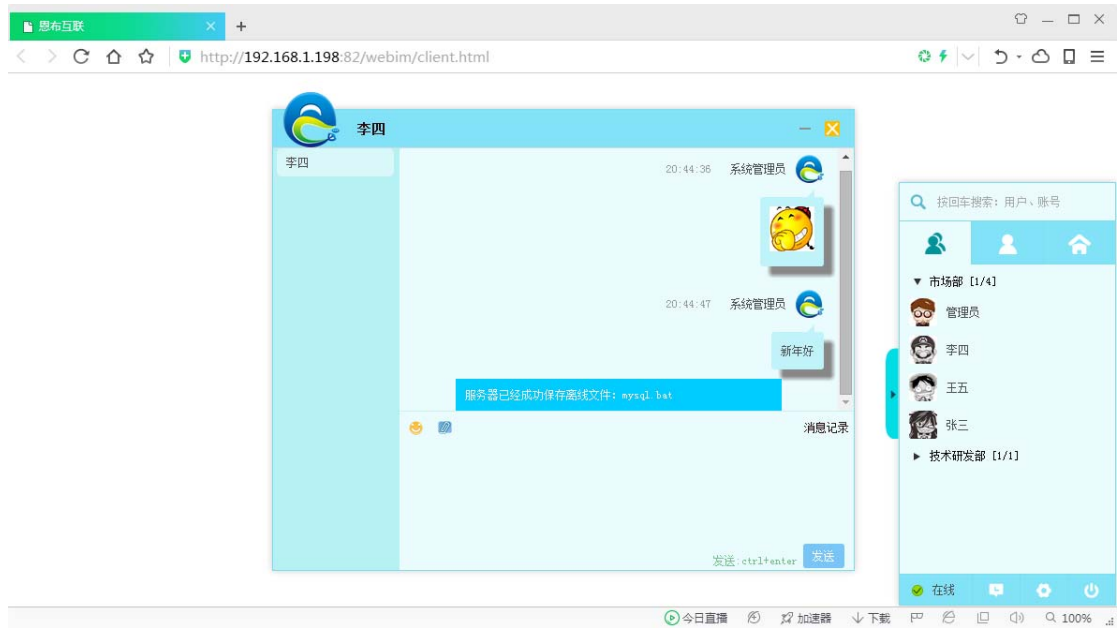 恩布互联
http://192.168.1.198:82/webim/client.html
李四
李四
20:44:36 系统管理员
20:44:47 系统管理员
新年好
服务器已经成功保存离线文件: mysql.bat
消息记录
发送:ctrl+enter 发送
按回车搜索: 用户、账号
市场部 [1/4]
管理员
李四
王五
张三
技术研发部 [1/1]
在线
今日直播 加速器 下载 100%